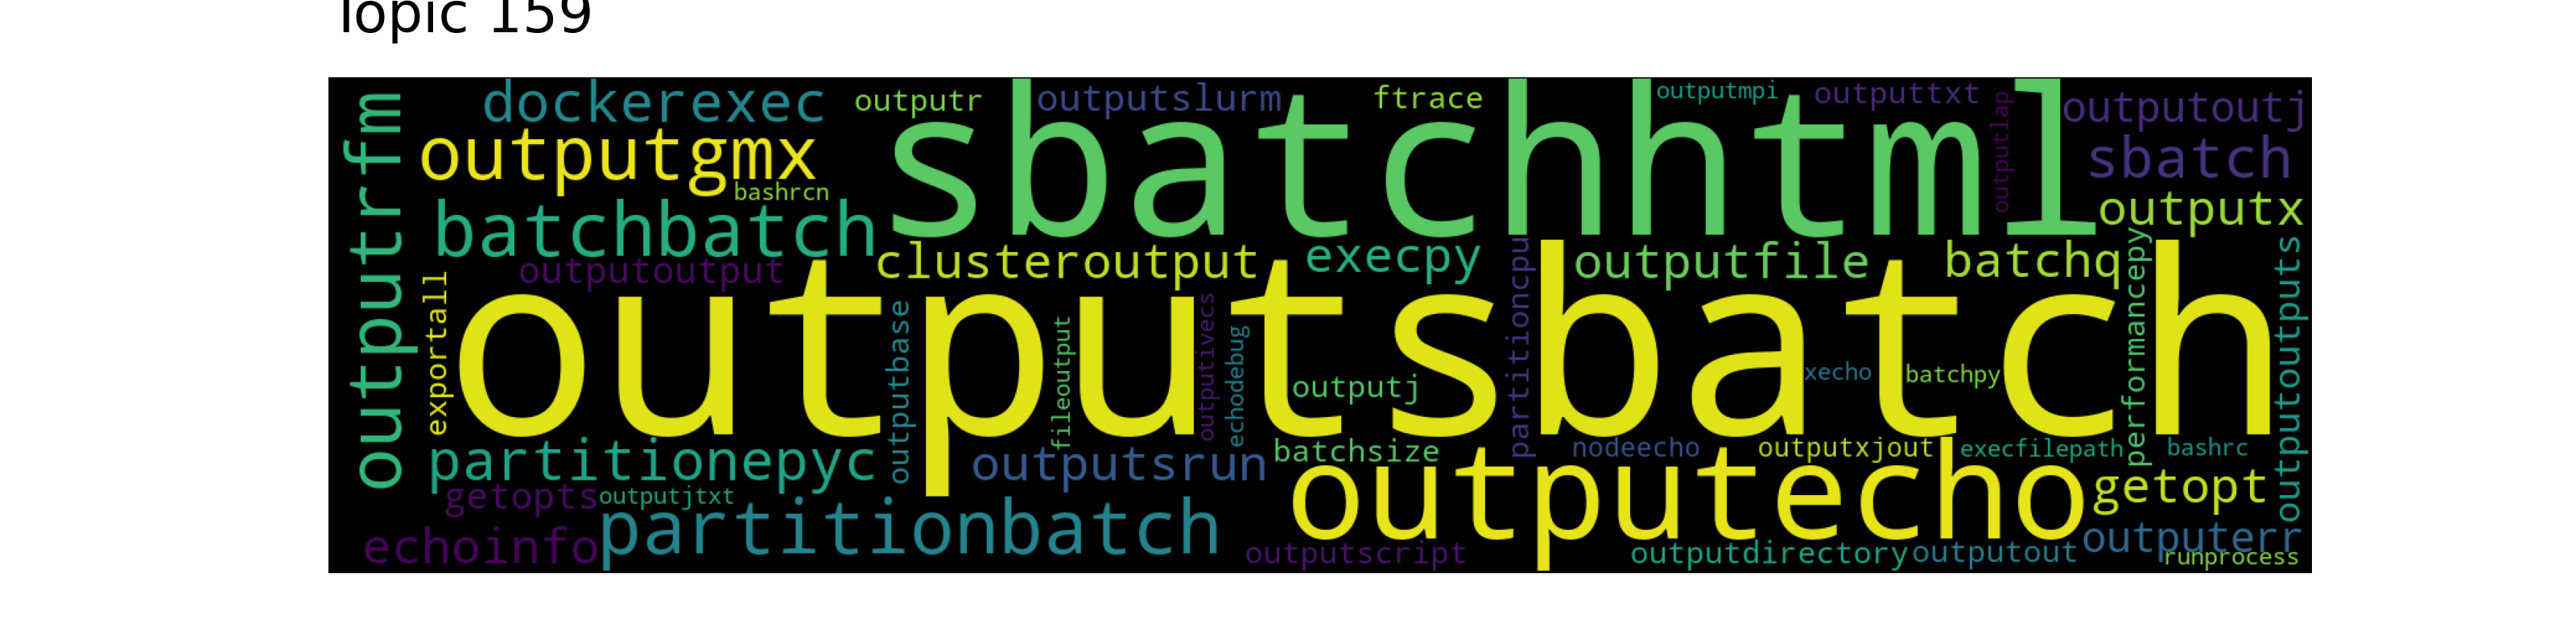 Topic 159
outputrfm
dockerexec
outputr
outputslurm
ftrace
outputmpi
outputtxt
outputlap
outputoutj
outputgmx
bashrcn
sbatchhtml
sbatch
batchbatch
outputx
outputoutput
clusteroutput
execpy
partitioncpu
outputfile
batchq
performancepy
outputoutputs
exportall
outputsbatch
outputbase
fileoutput
outputivecs
echodebug
outputj
xecho
batchpy
partitionepyc
outputsrun
batchsize
nodeecho
outputxjout
execfilepath
bashrc
getopts
outputjtxt
outputecho
getopt
echoinfo
partitionbatch
outputscript
outputdirectory
outputout
outputerr
runprocess